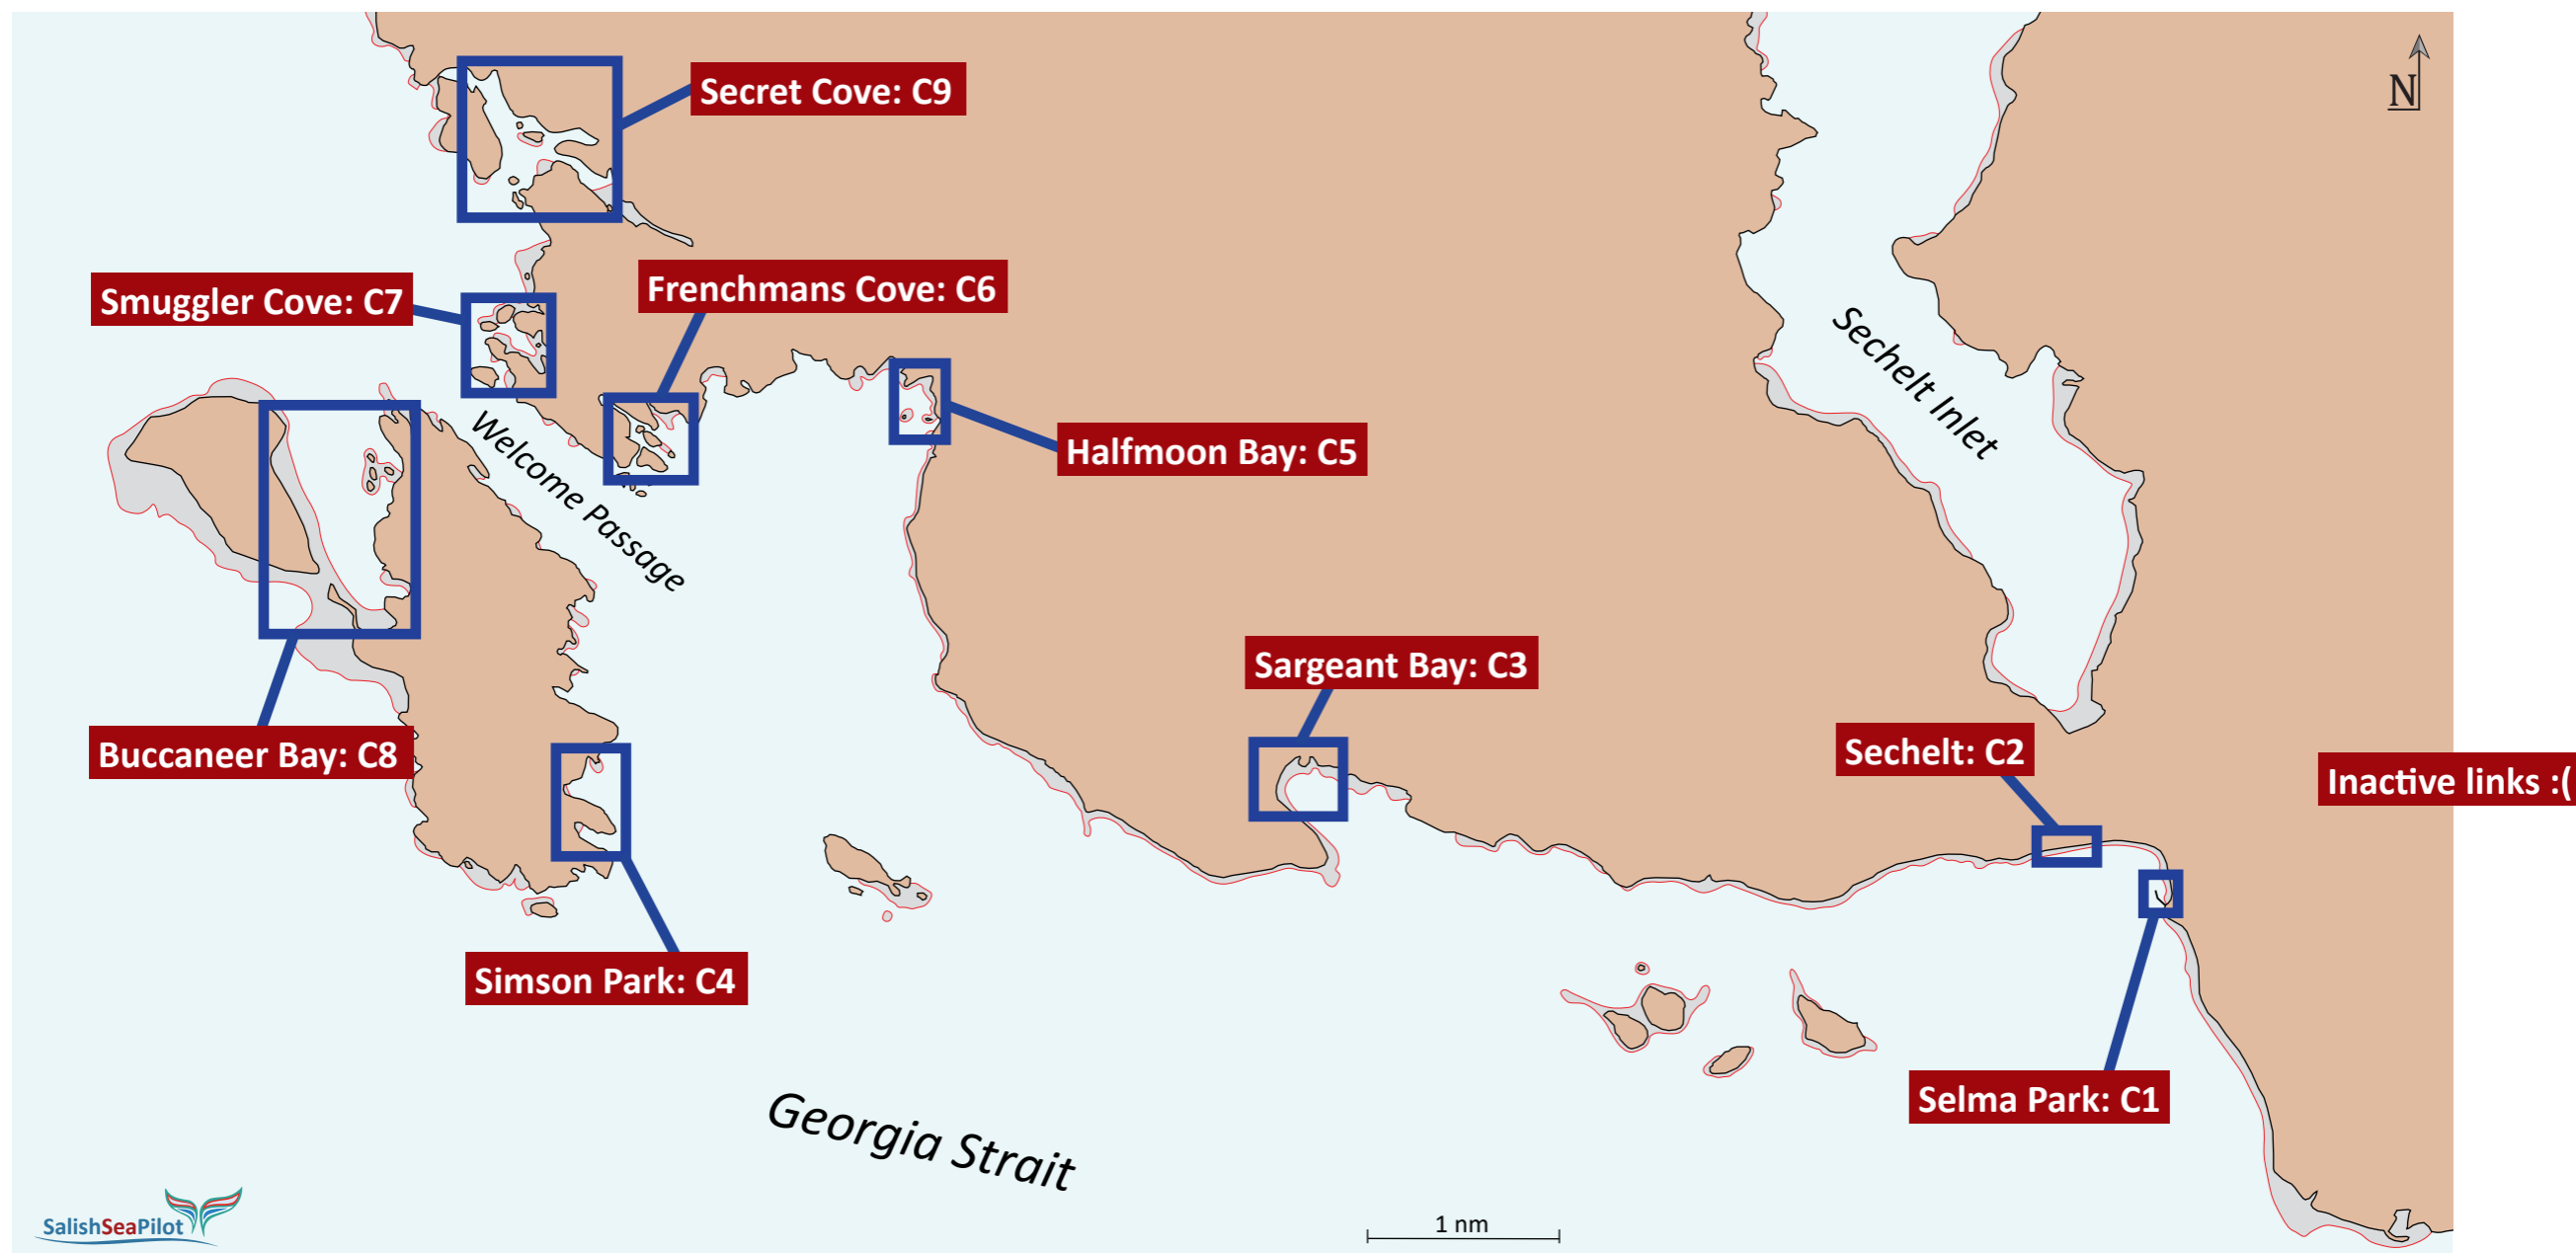 Secret Cove: C9
N
Smuggler Cove: C7
Frenchmans Cove: C6
Sechelt Inlet
Welcome Passage
Halfmoon Bay: C5
Sargeant Bay: C3
Buccaneer Bay: C8
Sechelt: C2
Inactive links :(
Simson Park: C4
Selma Park: C1
Georgia Strait
SalishSeaPilot
1 nm